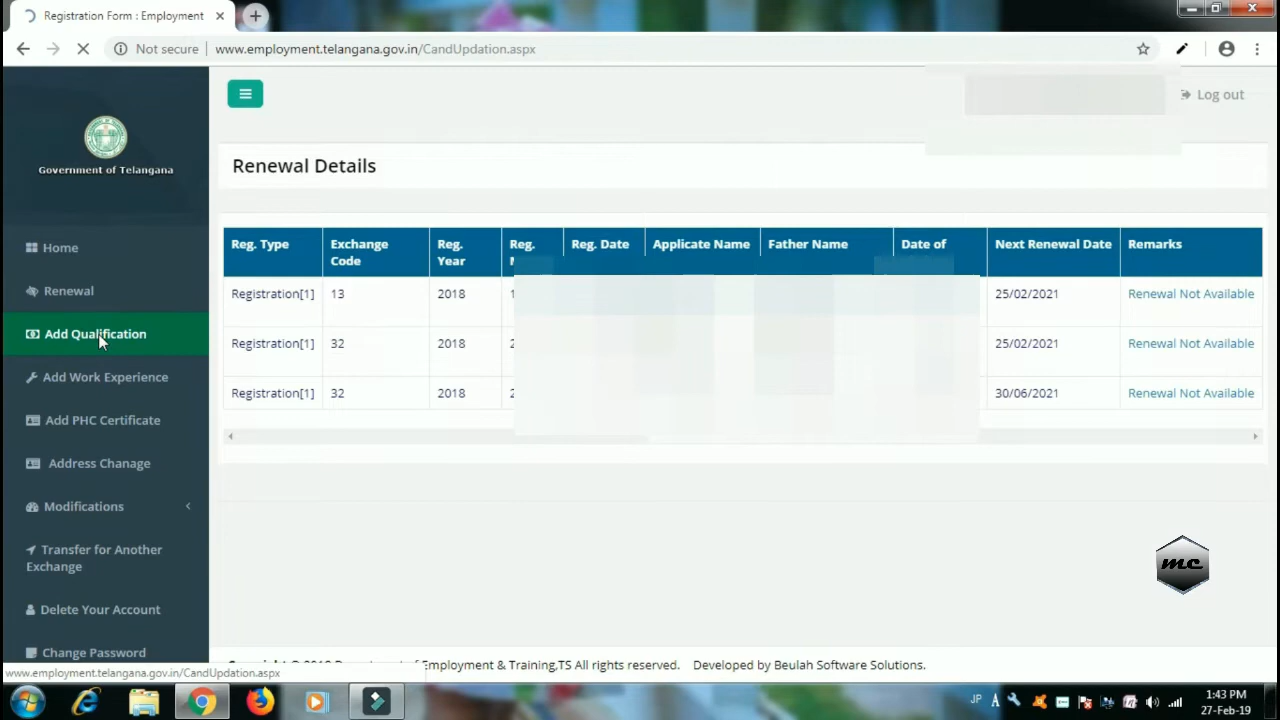 Registration Form : Employment
Not secure
www.employment.telangana.gov.in/CandUpdation.aspx
Log out
Government of Telangana
Renewal Details
Home
Renewal
Add Qualification
Add Work Experience
Add PHC Certificate
Address Chanage
Modifications
Transfer for Another
Exchange
Delete Your Account
Change Password
Reg. Type Exchange Code Reg. Year Reg. Reg. Date Applicate Name Father Name Date of Next Renewal Date Remarks
Registration[1] 13 2018 25/02/2021 Renewal Not Available
Registration[1] 32 2018 2 25/02/2021 Renewal Not Available
Registration[1] 32 2018 2 30/06/2021 Renewal Not Available
mc
2018 Department of Employment & Training,TS All rights reserved. Developed by Beulah Software Solutions.
www.employment.telangana.gov.in/CandUpdation.aspx
JP A
1:43 PM
27-Feb-19